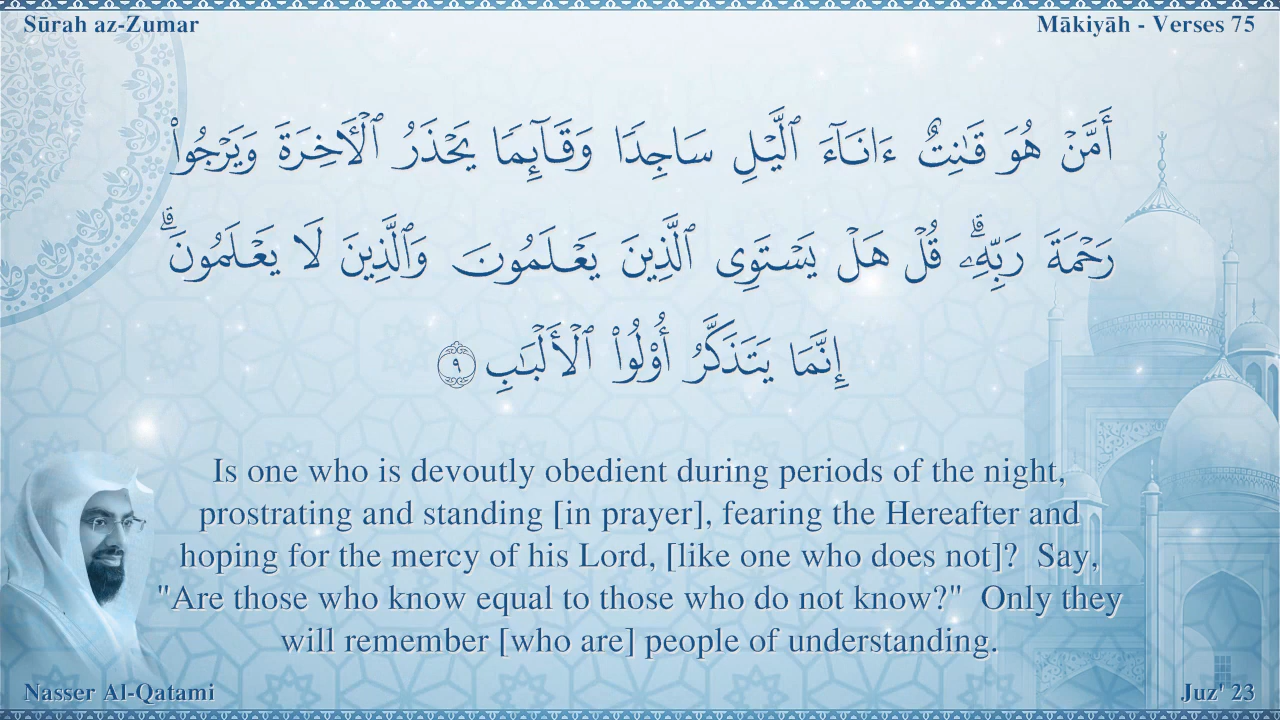 Sūrah az-Zumar
Mākiyāh - Verses 75
أَمَّنْ هُوَ قَـٰنِتٌ ءَانَآءَ ٱلَّيْلِ سَاجِدًا وَقَآئِمًا يَحْذَرُ ٱلْـَٔاخِرَةَ وَيَرْجُوا۟
رَحْمَةَ رَبِّهِۦ ۗ قُلْ هَلْ يَسْتَوِى ٱلَّذِينَ يَعْلَمُونَ وَٱلَّذِينَ لَا يَعْلَمُونَ ۗ
إِنَّمَا يَتَذَكَّرُ أُو۟لُوا۟ ٱلْأَلْبَـٰبِ ٩
Is one who is devoutly obedient during periods of the night,
prostrating and standing [in prayer], fearing the Hereafter and
hoping for the mercy of his Lord, [like one who does not]? Say,
"Are those who know equal to those who do not know?" Only they
will remember [who are] people of understanding.
Nasser Al-Qatami
Juz' 23